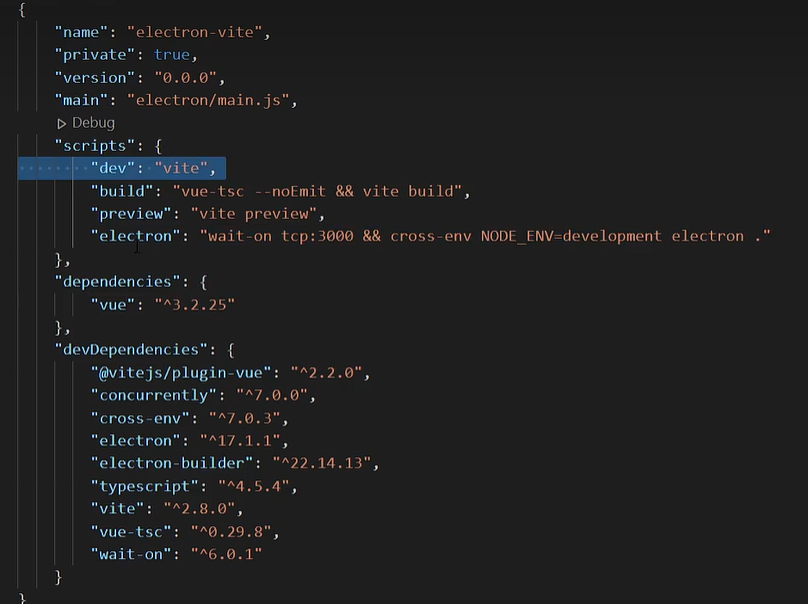 {
"name": "electron-vite",
"private": true,
"version": "0.0.0",
"main": "electron/main.js",
Debug
"scripts": {
"dev": "vite",
"build": "vue-tsc --noEmit && vite build",
"preview": "vite preview",
"electron": "wait-on tcp:3000 && cross-env NODE_ENV=development electron ."
},
"dependencies": {
"vue": "^3.2.25"
},
"devDependencies": {
"@vitejs/plugin-vue": "^2.2.0",
"concurrently": "^7.0.0",
"cross-env": "^7.0.3",
"electron": "^17.1.1",
"electron-builder": "^22.14.13",
"typescript": "^4.5.4",
"vite": "^2.8.0",
"vue-tsc": "^0.29.8",
"wait-on": "^6.0.1"
}
}